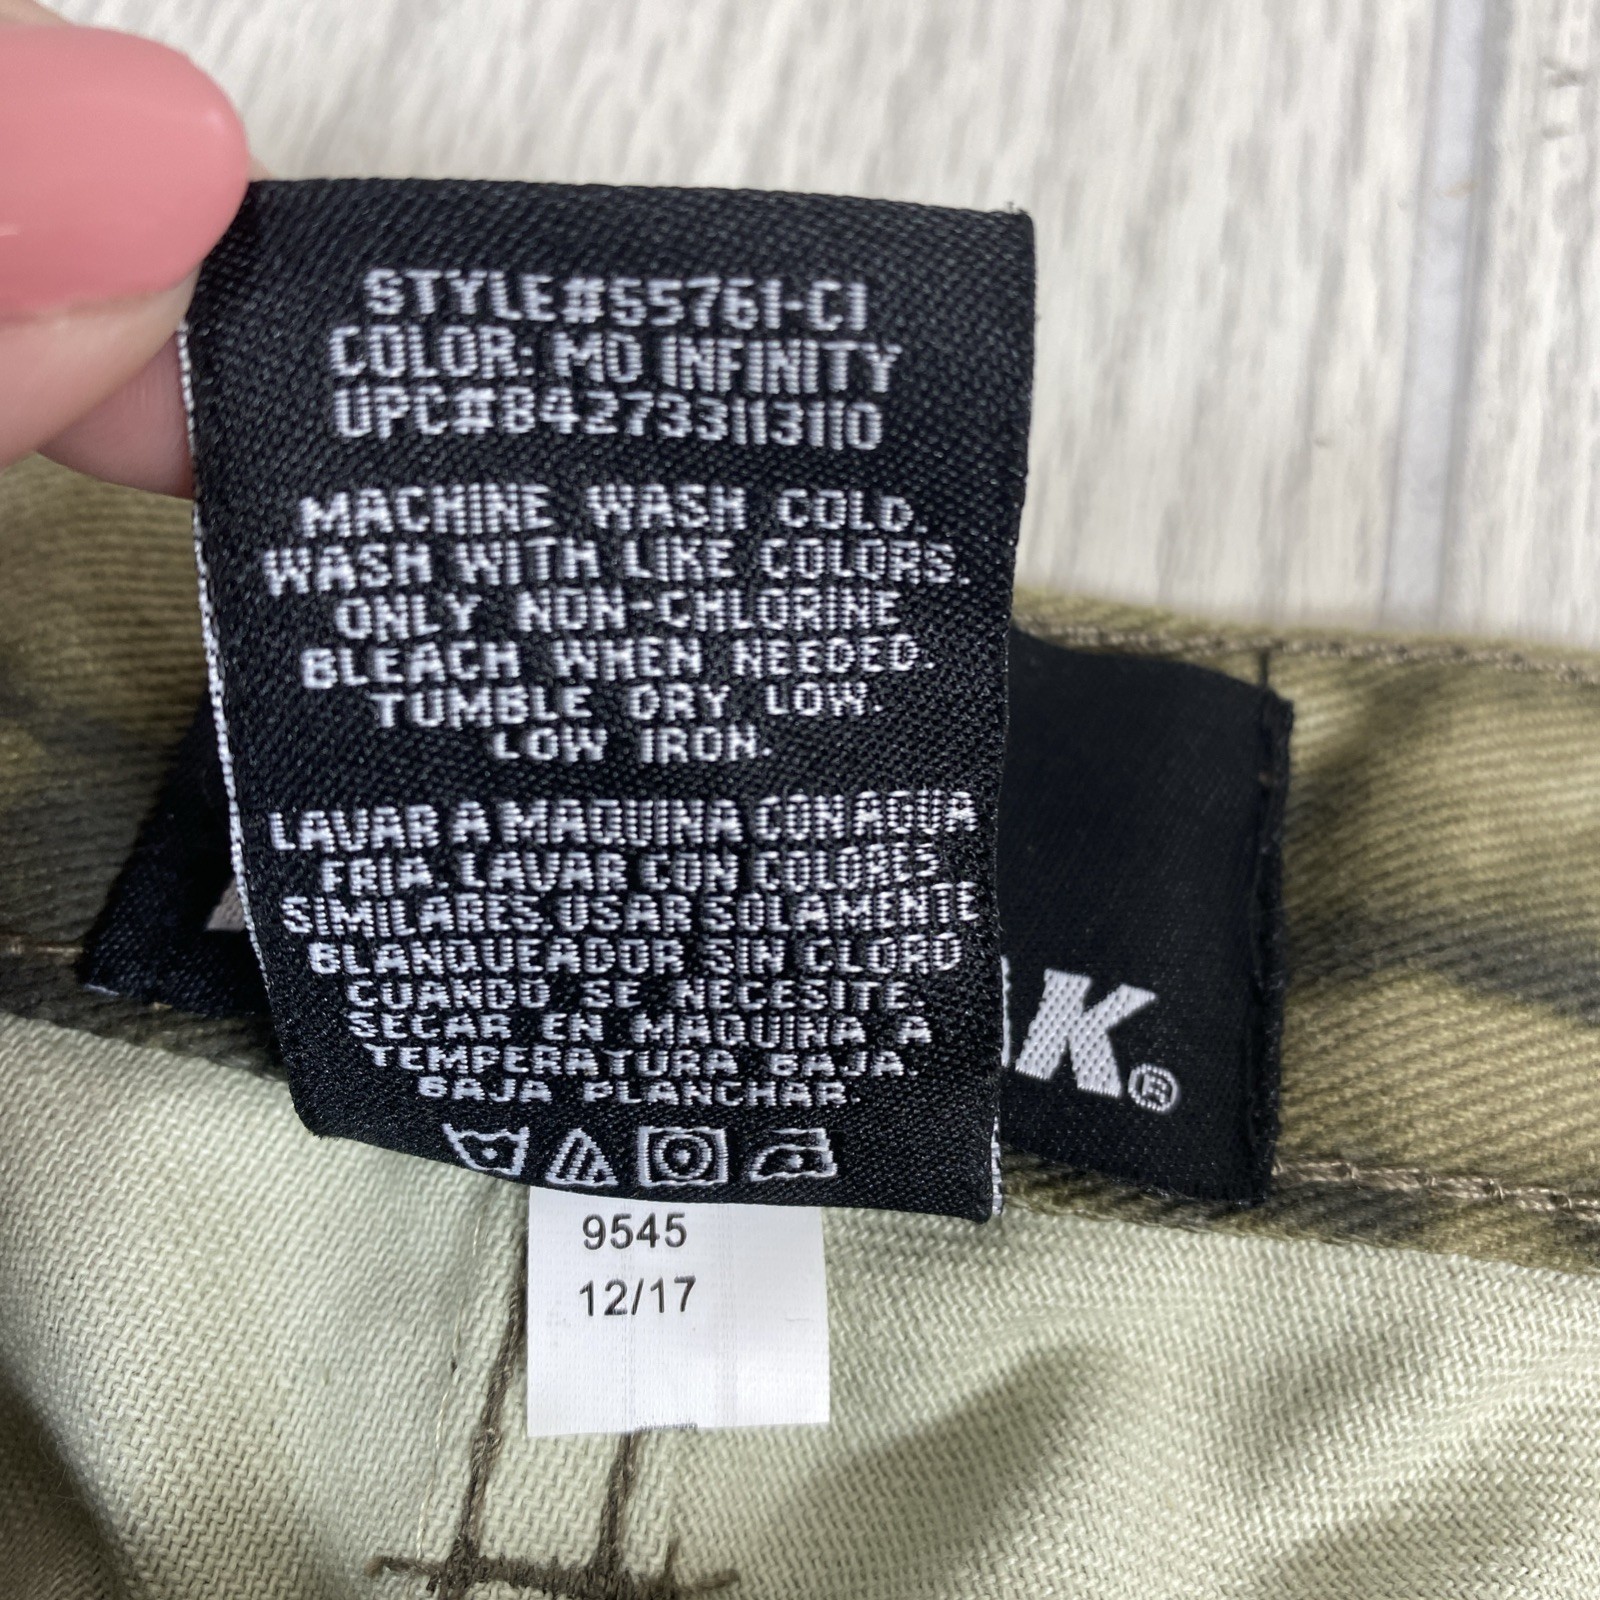 STYLE#55761-C1
COLOR: MO INFINITY
UPC#842733113110
MACHINE WASH COLD.
WASH WITH LIKE COLORS.
ONLY NON-CHLORINE
BLEACH WHEN NEEDED.
TUMBLE DRY LOW.
LOW IRON.
LAVAR A MAQUINA CON AGUA
FRIA. LAVAR CON COLORES
SIMILARES USAR SOLAMENTE
BLANQUEADOR SIN CLORO
CUANDO SE NECESITE.
SECAR EN MAQUINA A
TEMPERATURA BAJA.
BAJA PLANCHAR.
K®
9545
12/17